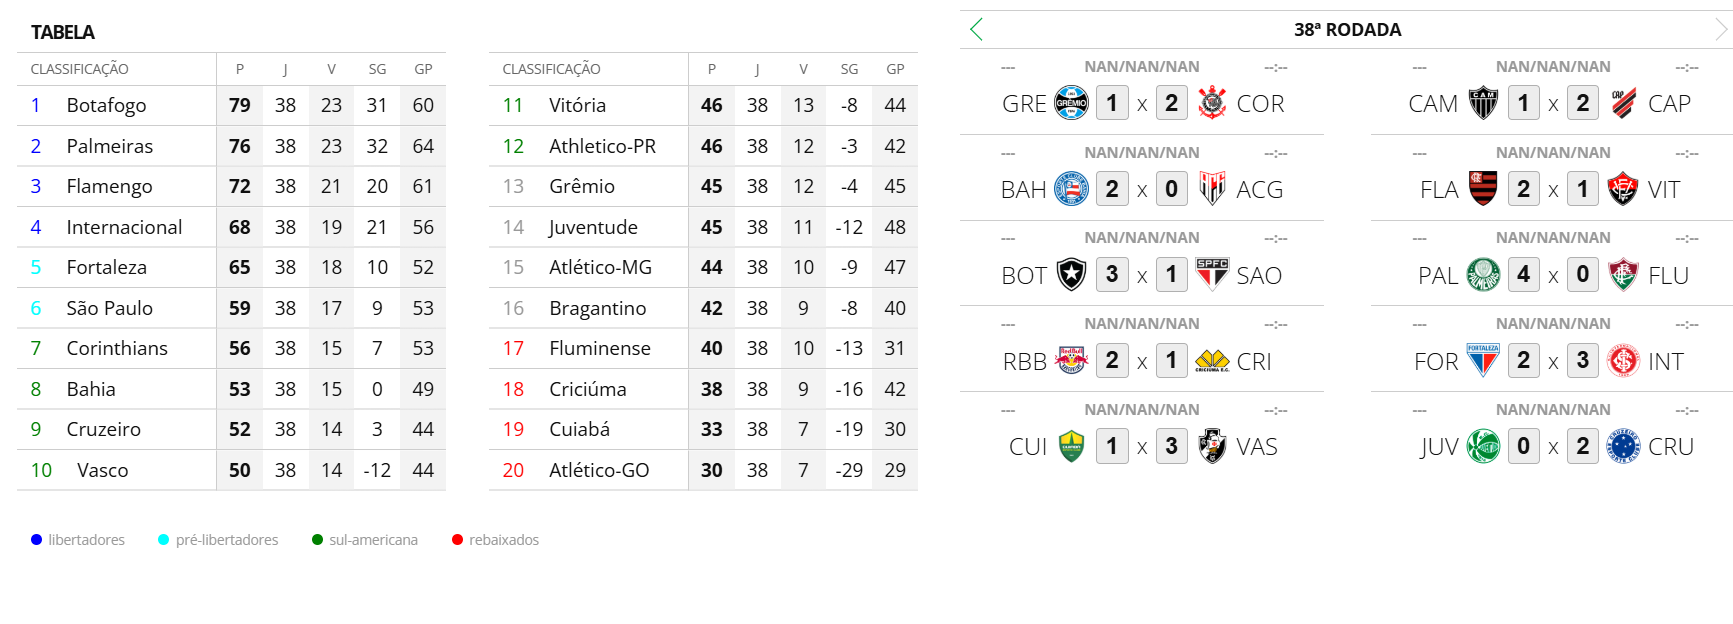 TABELA
CLASSIFICAÇÃO P J V SG GP
1 Botafogo 79 38 23 31 60
2 Palmeiras 76 38 23 32 64
3 Flamengo 72 38 21 20 61
4 Internacional 68 38 19 21 56
5 Fortaleza 65 38 18 10 52
6 São Paulo 59 38 17 9 53
7 Corinthians 56 38 15 7 53
8 Bahia 53 38 15 0 49
9 Cruzeiro 52 38 14 3 44
10 Vasco 50 38 14 -12 44
CLASSIFICAÇÃO P J V SG GP
11 Vitória 46 38 13 -8 44
12 Athletico-PR 46 38 12 -3 42
13 Grêmio 45 38 12 -4 45
14 Juventude 45 38 11 -12 48
15 Atlético-MG 44 38 10 -9 47
16 Bragantino 42 38 9 -8 40
17 Fluminense 40 38 10 -13 31
18 Criciúma 38 38 9 -16 42
19 Cuiabá 33 38 7 -19 30
20 Atlético-GO 30 38 7 -29 29
libertadores pré-libertadores sul-americana rebaixados
38ª RODADA
--- NAN/NAN/NAN --:--
GRE 1 x 2 COR
--- NAN/NAN/NAN --:--
CAM 1 x 2 CAP
--- NAN/NAN/NAN --:--
BAH 2 x 0 ACG
--- NAN/NAN/NAN --:--
FLA 2 x 1 VIT
--- NAN/NAN/NAN --:--
BOT 3 x 1 SAO
--- NAN/NAN/NAN --:--
PAL 4 x 0 FLU
--- NAN/NAN/NAN --:--
RBB 2 x 1 CRI
--- NAN/NAN/NAN --:--
FOR 2 x 3 INT
--- NAN/NAN/NAN --:--
CUI 1 x 3 VAS
--- NAN/NAN/NAN --:--
JUV 0 x 2 CRU